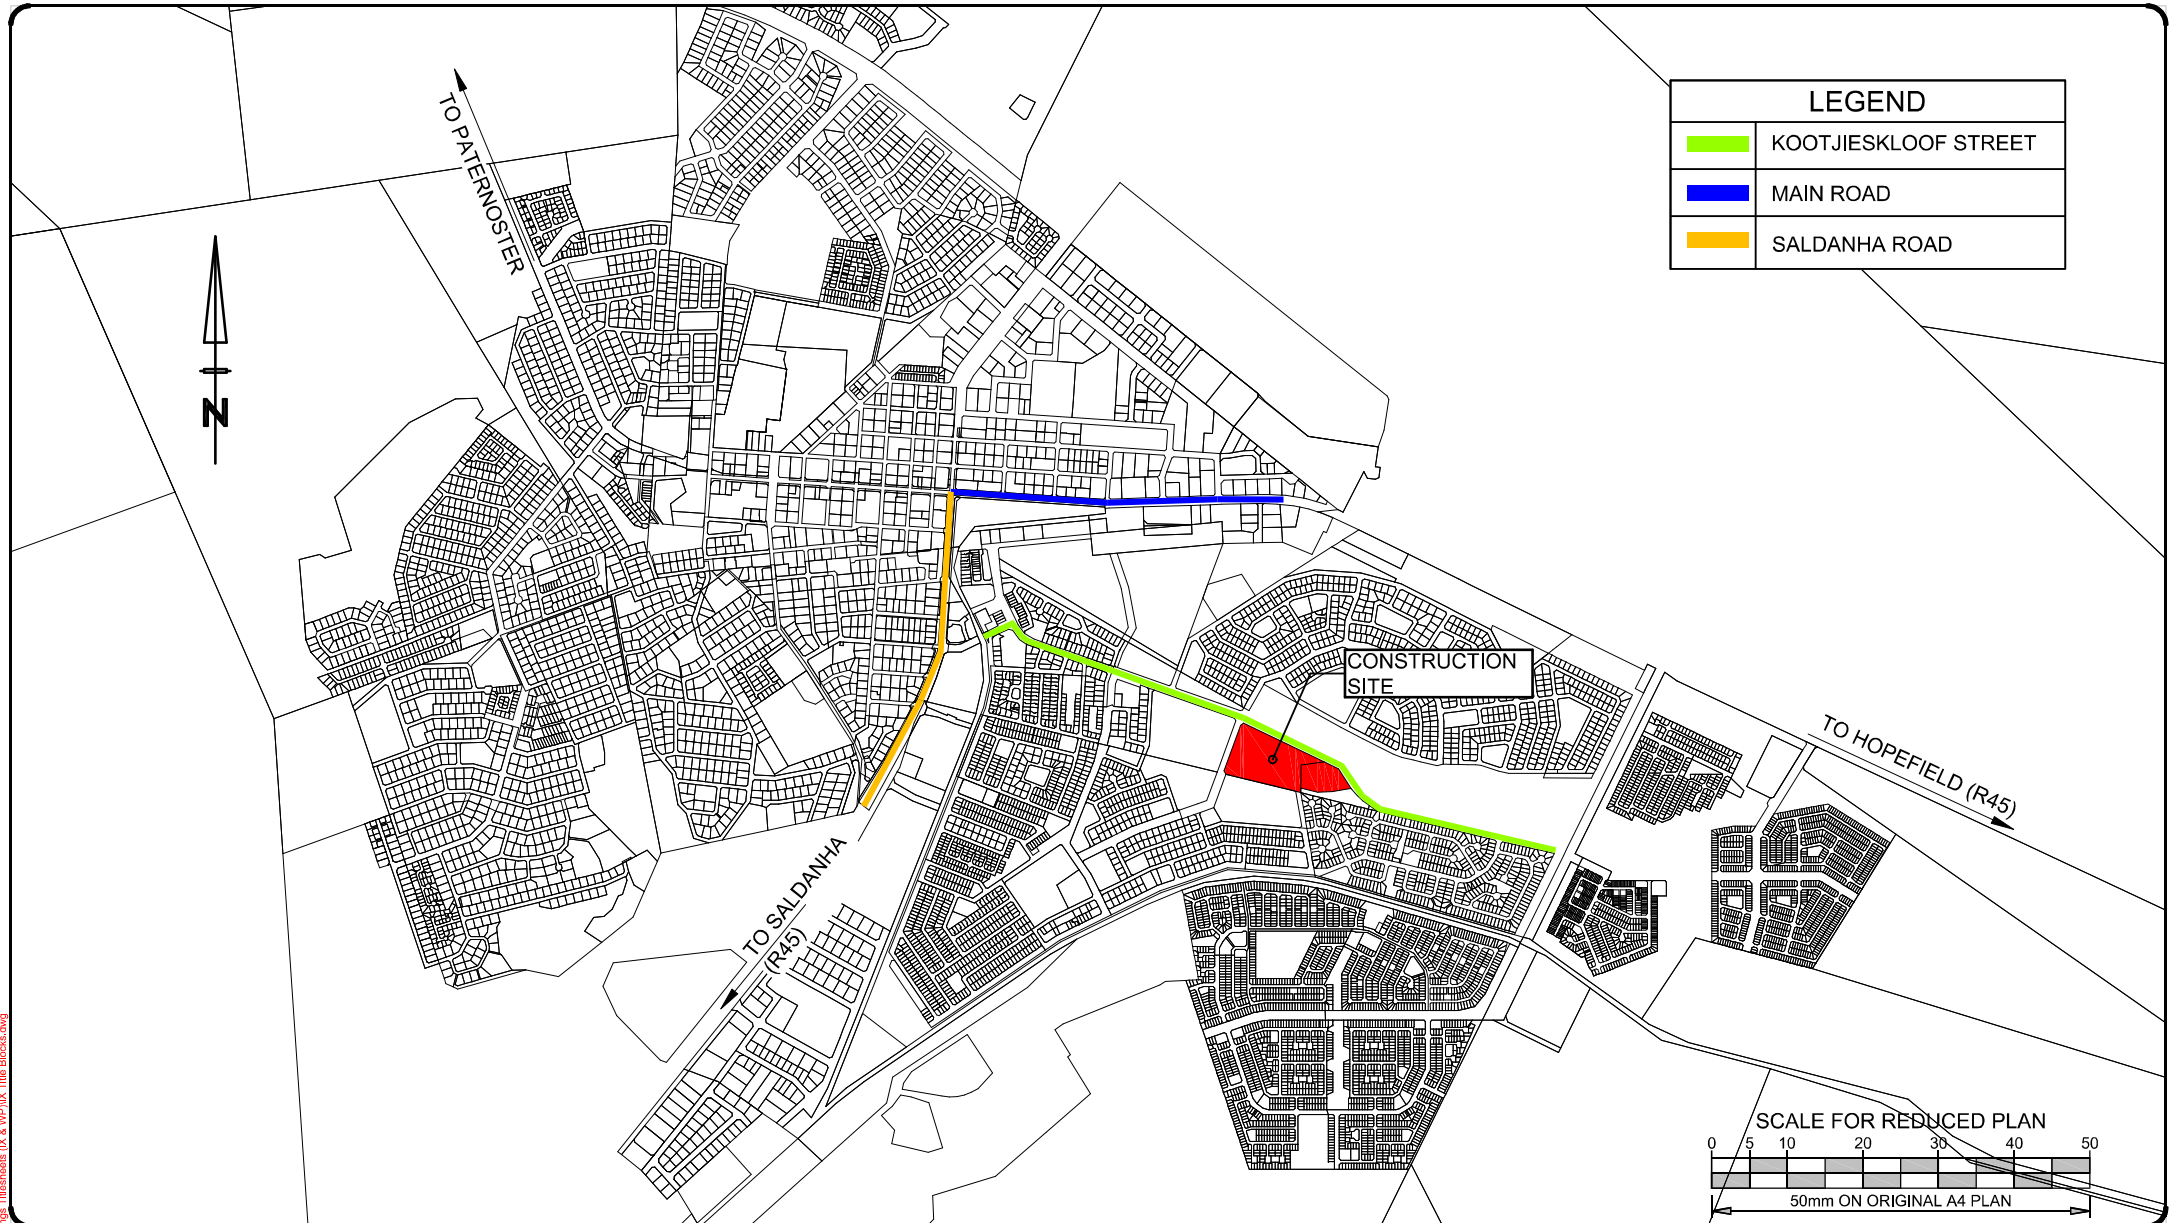 LEGEND
KOOTJIESKLOOF STREET
MAIN ROAD
SALDANHA ROAD
TO PATERNOSTER
N
CONSTRUCTION
SITE
TO HOPEFIELD (R45)
TO SALDANHA
(R45)
SCALE FOR REDUCED PLAN
0 5 10 20 30 40 50
50mm ON ORIGINAL A4 PLAN